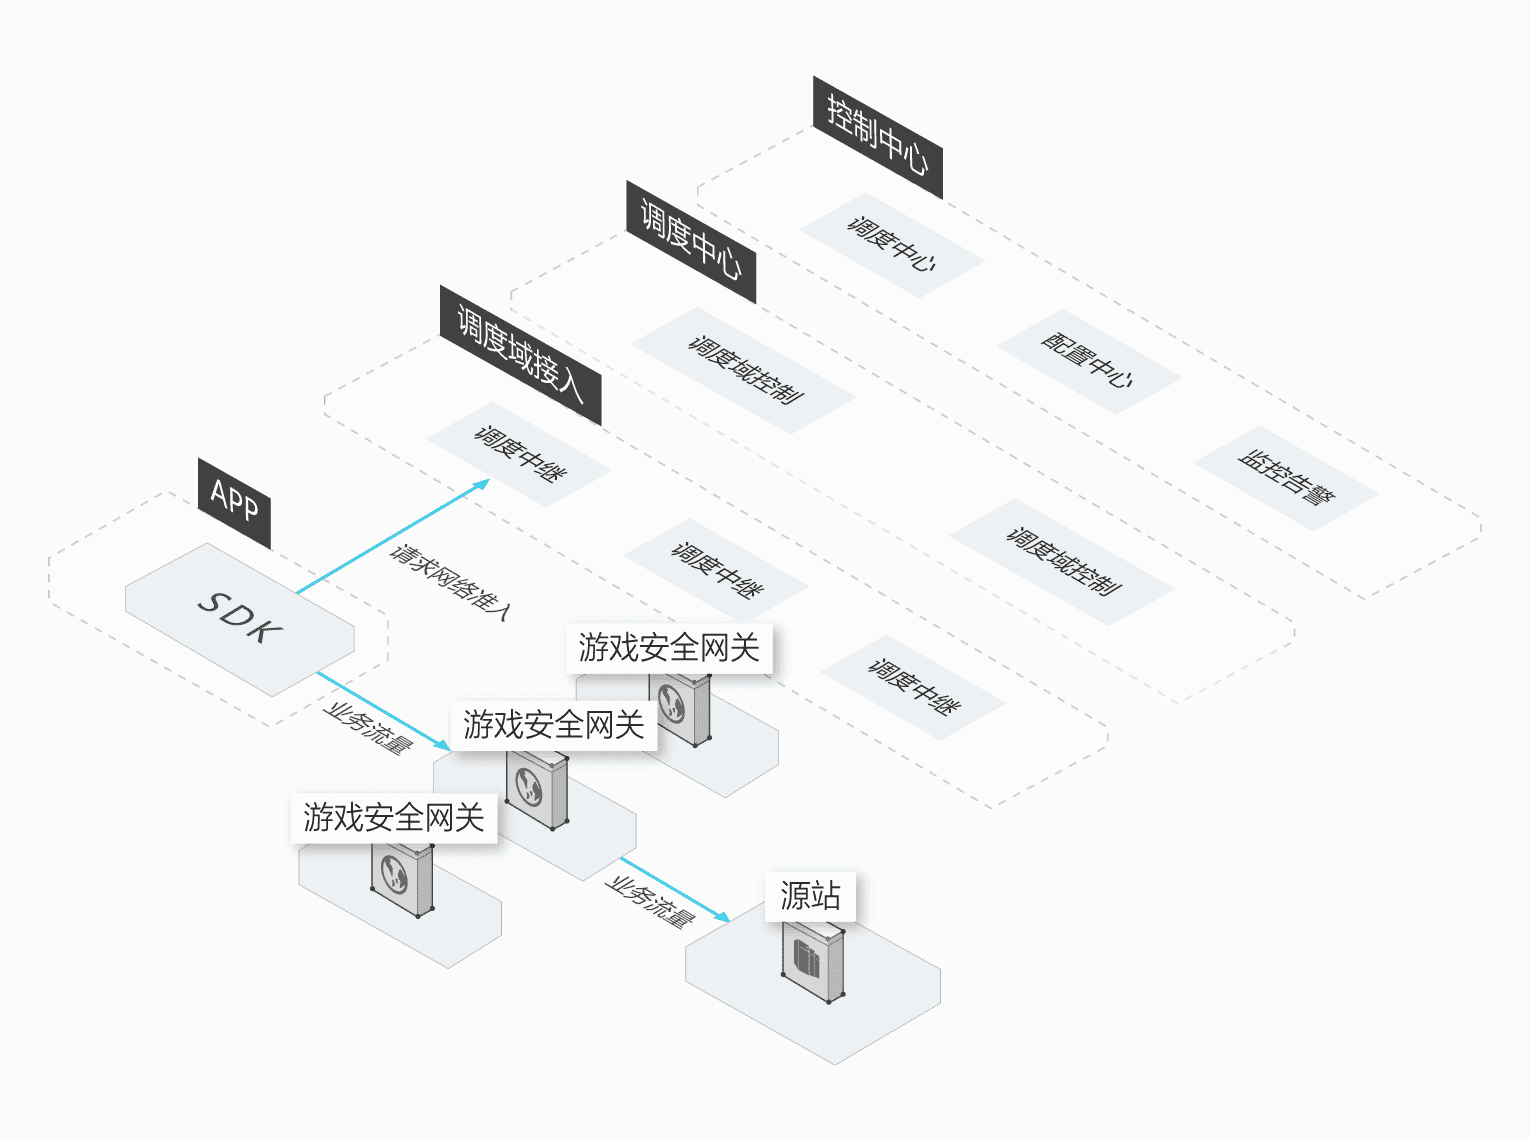 控制中心
调度中心
配置中心
监控告警
调度中心
调度域控制
调度域控制
调度域接入
调度中继
调度中继
调度中继
APP
SDK
请求网络准入
业务流量
游戏安全网关
游戏安全网关
游戏安全网关
业务流量
源站